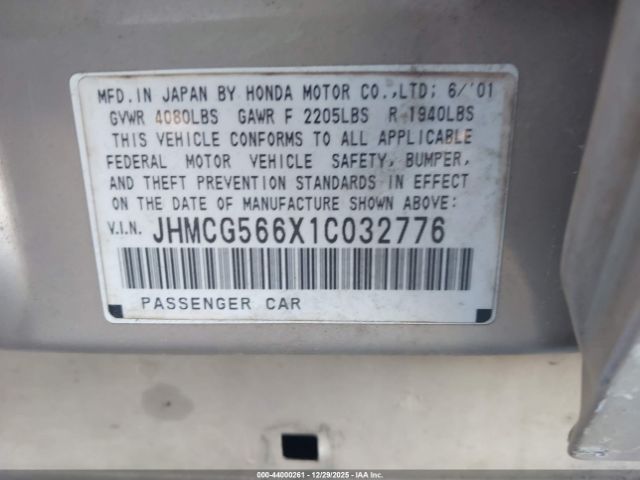 MFD. IN JAPAN BY HONDA MOTOR CO.,LTD; 6/'01
GVWR 4080LBS GAWR F 2205LBS R 1940LBS
THIS VEHICLE CONFORMS TO ALL APPLICABLE
FEDERAL MOTOR VEHICLE SAFETY, BUMPER,
AND THEFT PREVENTION STANDARDS IN EFFECT
ON THE DATE OF MANUFACTURE SHOWN ABOVE:
V.I.N. JHMCG566X1C032776
PASSENGER CAR
000-44000261 - 12/29/2025 - IAAI.COM